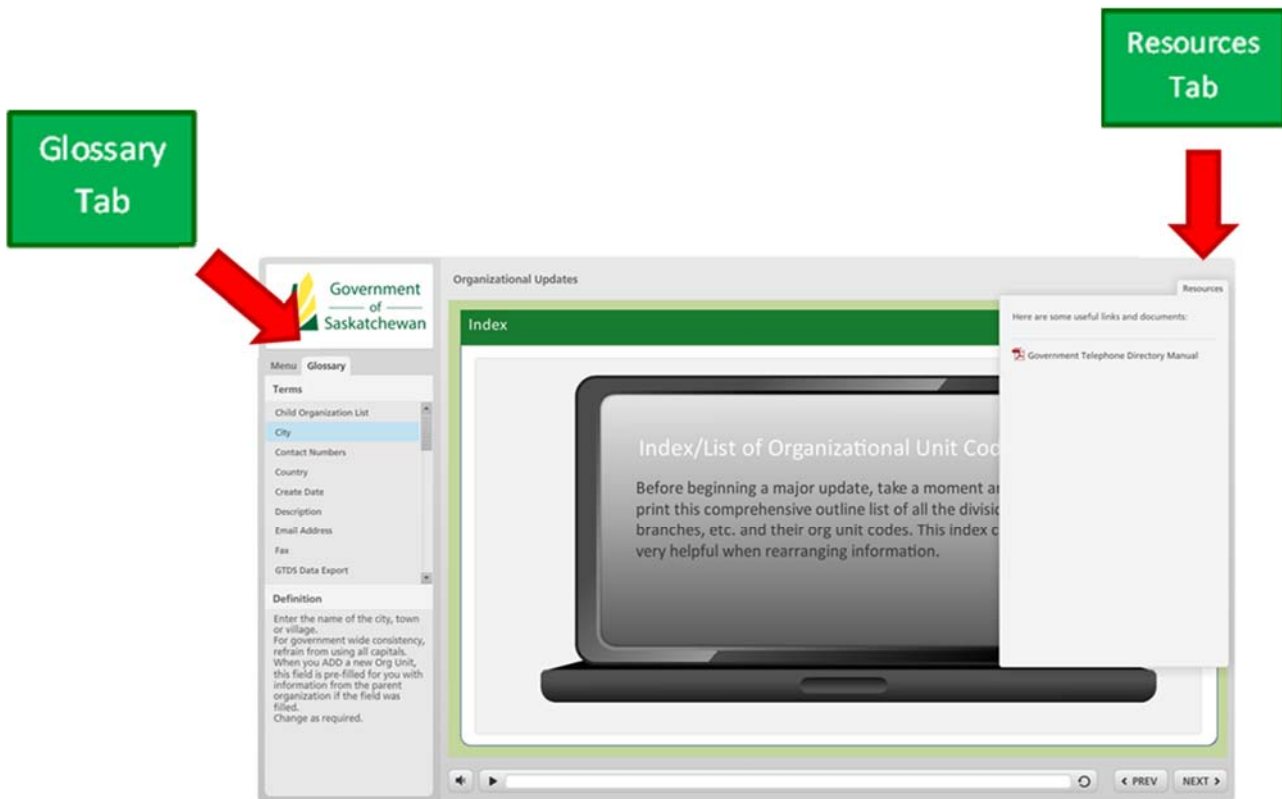 Resources
Tab
Glossary
Tab
Government
of
Saskatchewan
Organizational Updates
Resources
Menu Glossary
Terms
Child Organization List
City
Contact Numbers
Country
Create Date
Description
Email Address
Fax
GTDS Data Export
Definition
Enter the name of the city, town
or village.
For government wide consistency,
refrain from using all capitals.
When you ADD a new Org Unit,
this field is pre-filled for you with
information from the parent
organization if the field was
filled.
Change as required.
Index
Index/List of Organizational Unit
Before beginning a major update, take a moment
print this comprehensive outline list of all the
branches, etc. and their org unit codes. This index
very helpful when rearranging information.
Here are some useful links and documents:
Government Telephone Directory Manual
< PREV
NEXT >